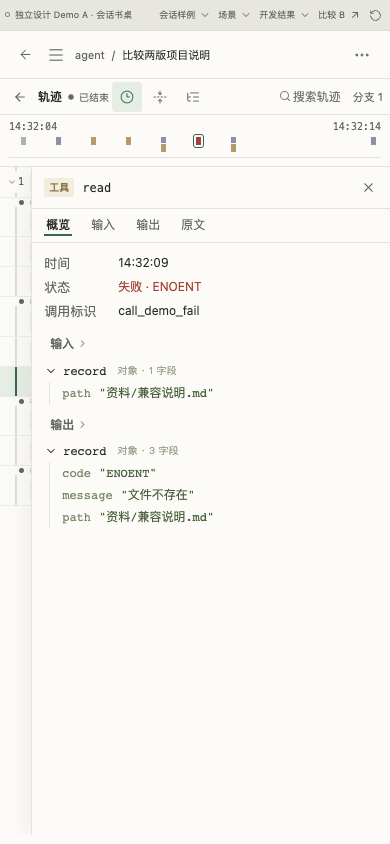 独立设计 Demo A · 会话书桌 会话样例 场景 开发结果 比较 B
agent / 比较两版项目说明
轨迹 已结束 搜索轨迹 分支 1
14:32:04 14:32:14
1
工具 read
概览 输入 输出 原文
时间 14:32:09
状态 失败 · ENOENT
调用标识 call_demo_fail
输入
record 对象 · 1 字段
path "资料/兼容说明.md"
输出
record 对象 · 3 字段
code "ENOENT"
message "文件不存在"
path "资料/兼容说明.md"